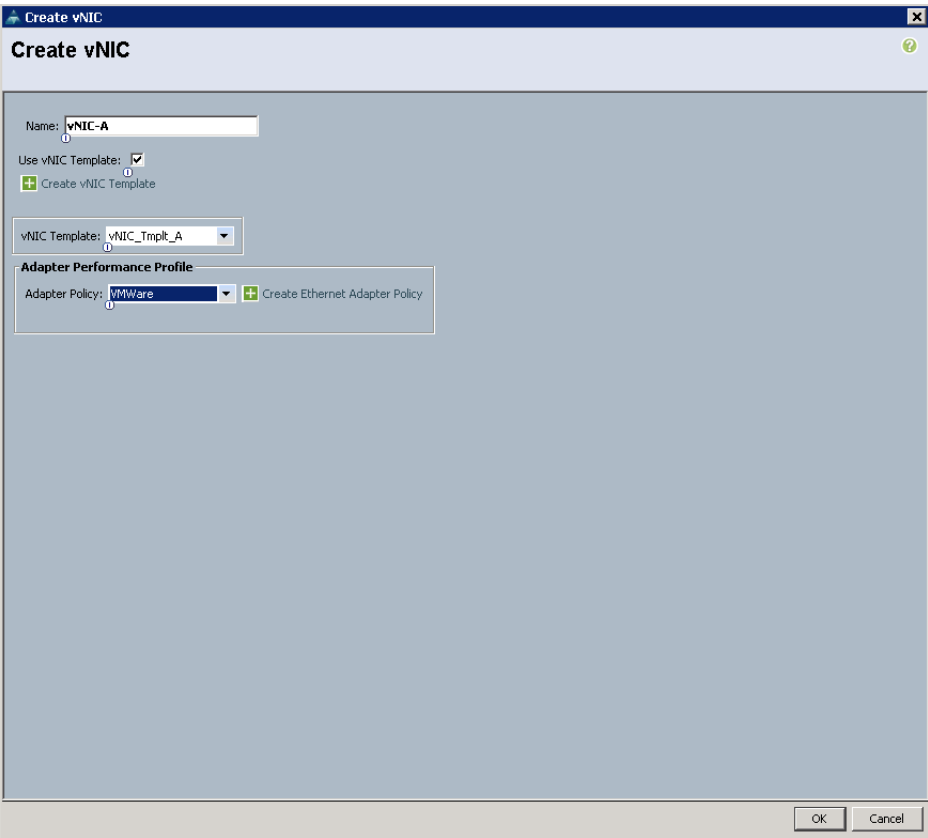 Create vNIC
Create vNIC
Name: vNIC-A
Use vNIC Template:
Create vNIC Template
vNIC Template: vNIC_Tmplt_A
Adapter Performance Profile
Adapter Policy: VMWare Create Ethernet Adapter Policy
OK Cancel